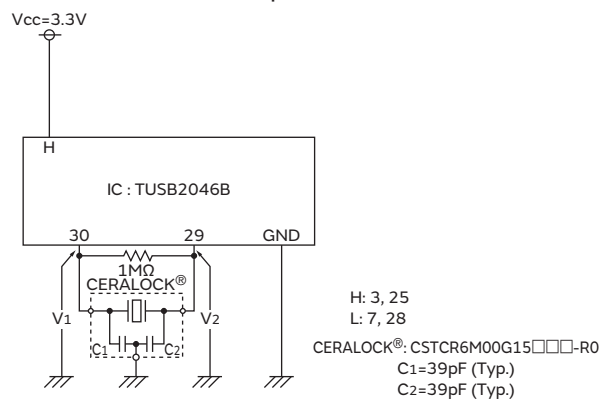 Vcc=3.3V
H
IC : TUSB2046B
30 29 GND
1MΩ
CERALOCK®
V1 V2
C1 C2
H: 3, 25
L: 7, 28
CERALOCK®: CSTCR6M00G15□□□-R0
C1=39pF (Typ.)
C2=39pF (Typ.)